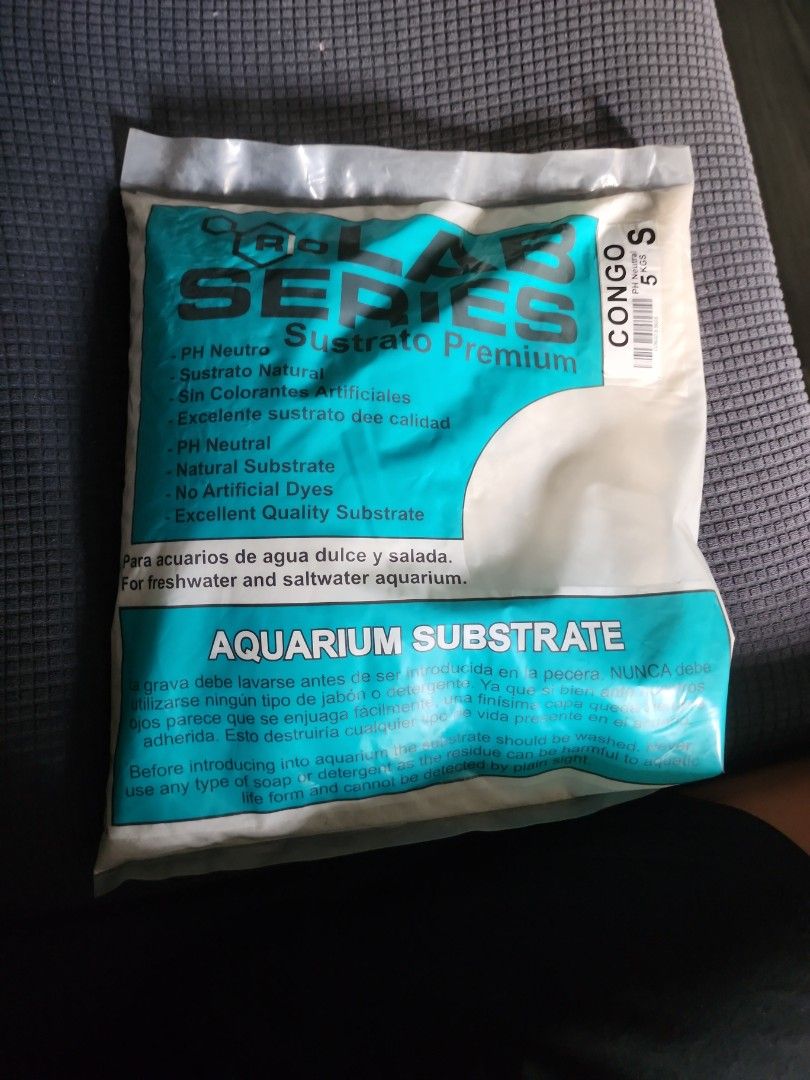 RIO LAB
SERIES
Sustrato Premium
- PH Neutro
- Sustrato Natural
- Sin Colorantes Artificiales
- Excelente sustrato dee calidad
- PH Neutral
- Natural Substrate
- No Artificial Dyes
- Excellent Quality Substrate
CONGO
PH Neutral
5 KGS
S
Para acuarios de agua dulce y salada.
For freshwater and saltwater aquarium.
AQUARIUM SUBSTRATE
La grava debe lavarse antes de ser introducida en la pecera. NUNCA debe
utilizarse ningún tipo de jabón o detergente. Ya que si bien
ojos parece que se enjuaga fácilmente, una finísima capa
adherida. Esto destruiría cualquier tipo de vida presente en el
Before introducing into aquarium the substrate should be washed. Never
use any type of soap or detergent as the residue can be harmful to aquatic
life form and cannot be detected by plain sight.